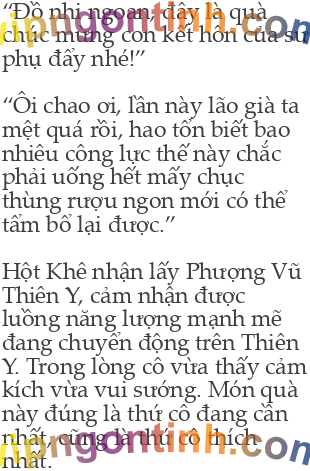 “Đồ nhi ngoan, đây là quà
chúc mừng con kết hôn của sư
phụ đấy nhé!”
“Ôi chao ơi, lần này lão già ta
mệt quá rồi, hao tốn biết bao
nhiêu công lực thế này chắc
phải uống hết mấy chục
thùng rượu ngon mới có thể
tẩm bổ lại được.”
Hột Khê nhận lấy Phượng Vũ
Thiên Y, cảm nhận được
luồng năng lượng mạnh mẽ
đang chuyển động trên Thiên
Y. Trong lòng cô vừa thấy cảm
kích vừa vui sướng. Món quà
này đúng là thứ cô đang cần
nhất, cũng là thứ cô thích
nhất.
vipngontinh.com
vipngontinh.com